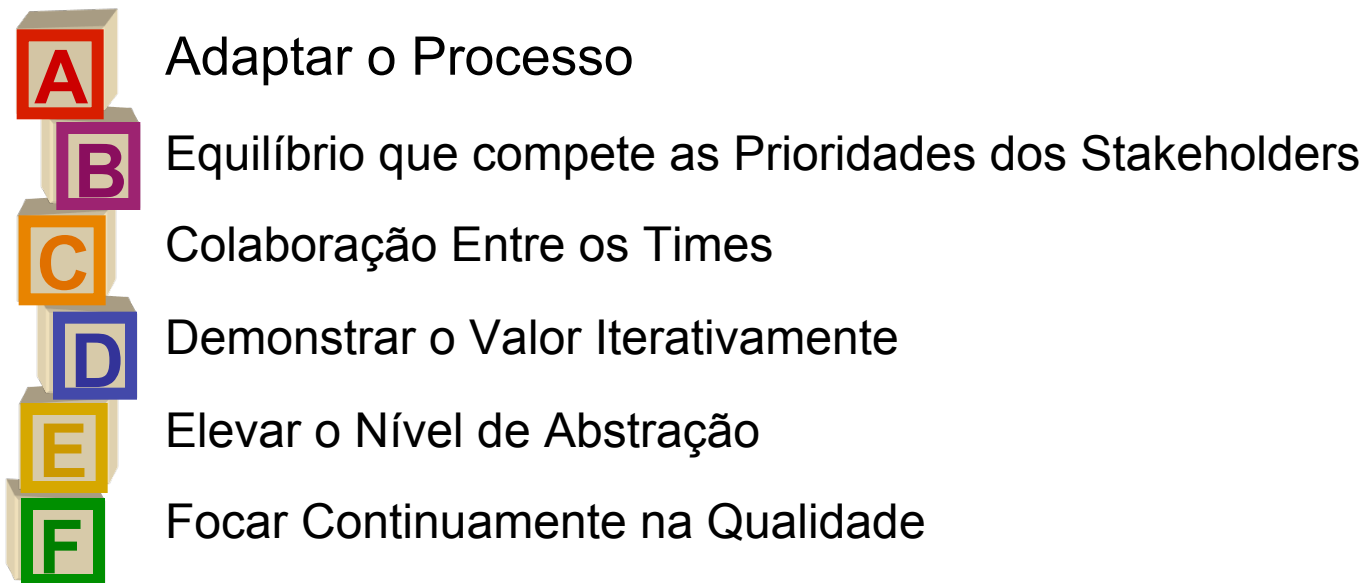 A Adaptar o Processo
B Equilíbrio que compete as Prioridades dos Stakeholders
C Colaboração Entre os Times
D Demonstrar o Valor Iterativamente
E Elevar o Nível de Abstração
F Focar Continuamente na Qualidade